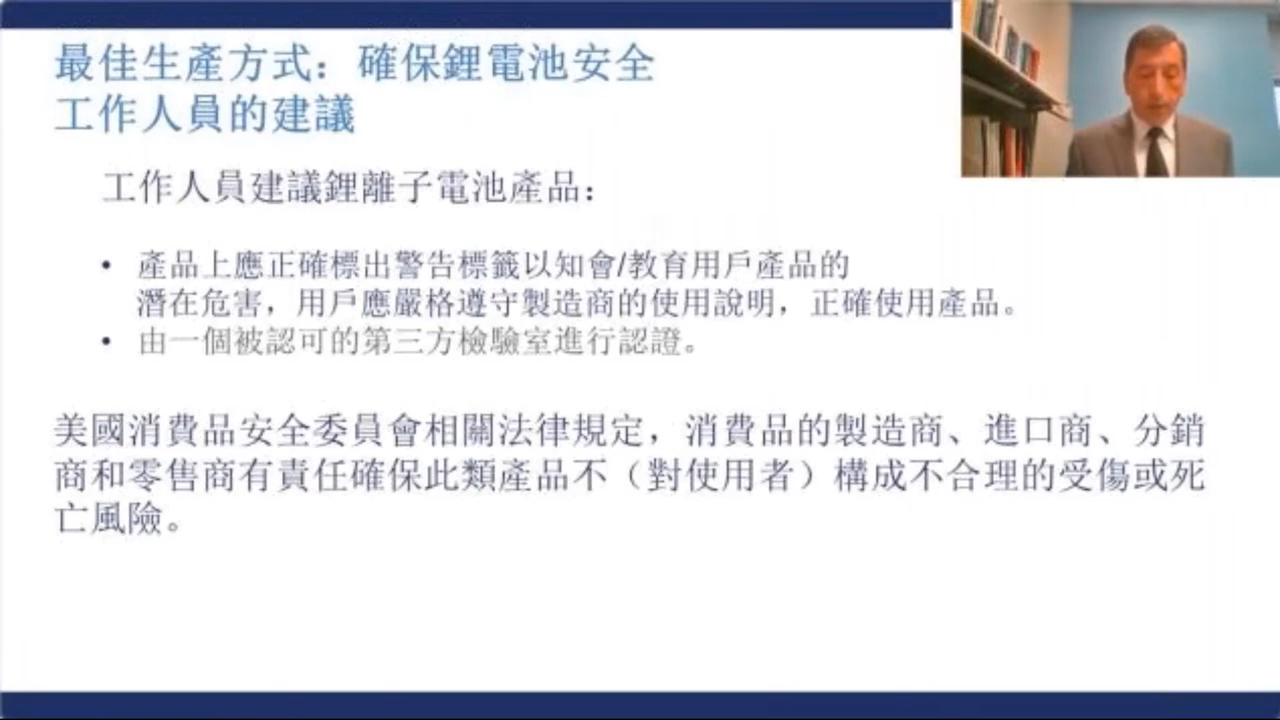 最佳生產方式：確保鋰電池安全
工作人員的建議
工作人員建議鋰離子電池產品：
• 產品上應正確標出警告標籤以知會/教育用戶產品的
潛在危害，用戶應嚴格遵守製造商的使用說明，正確使用產品。
• 由一個被認可的第三方檢驗室進行認證。
美國消費品安全委員會相關法律規定，消費品的製造商、進口商、分銷
商和零售商有責任確保此類產品不（對使用者）構成不合理的受傷或死
亡風險。